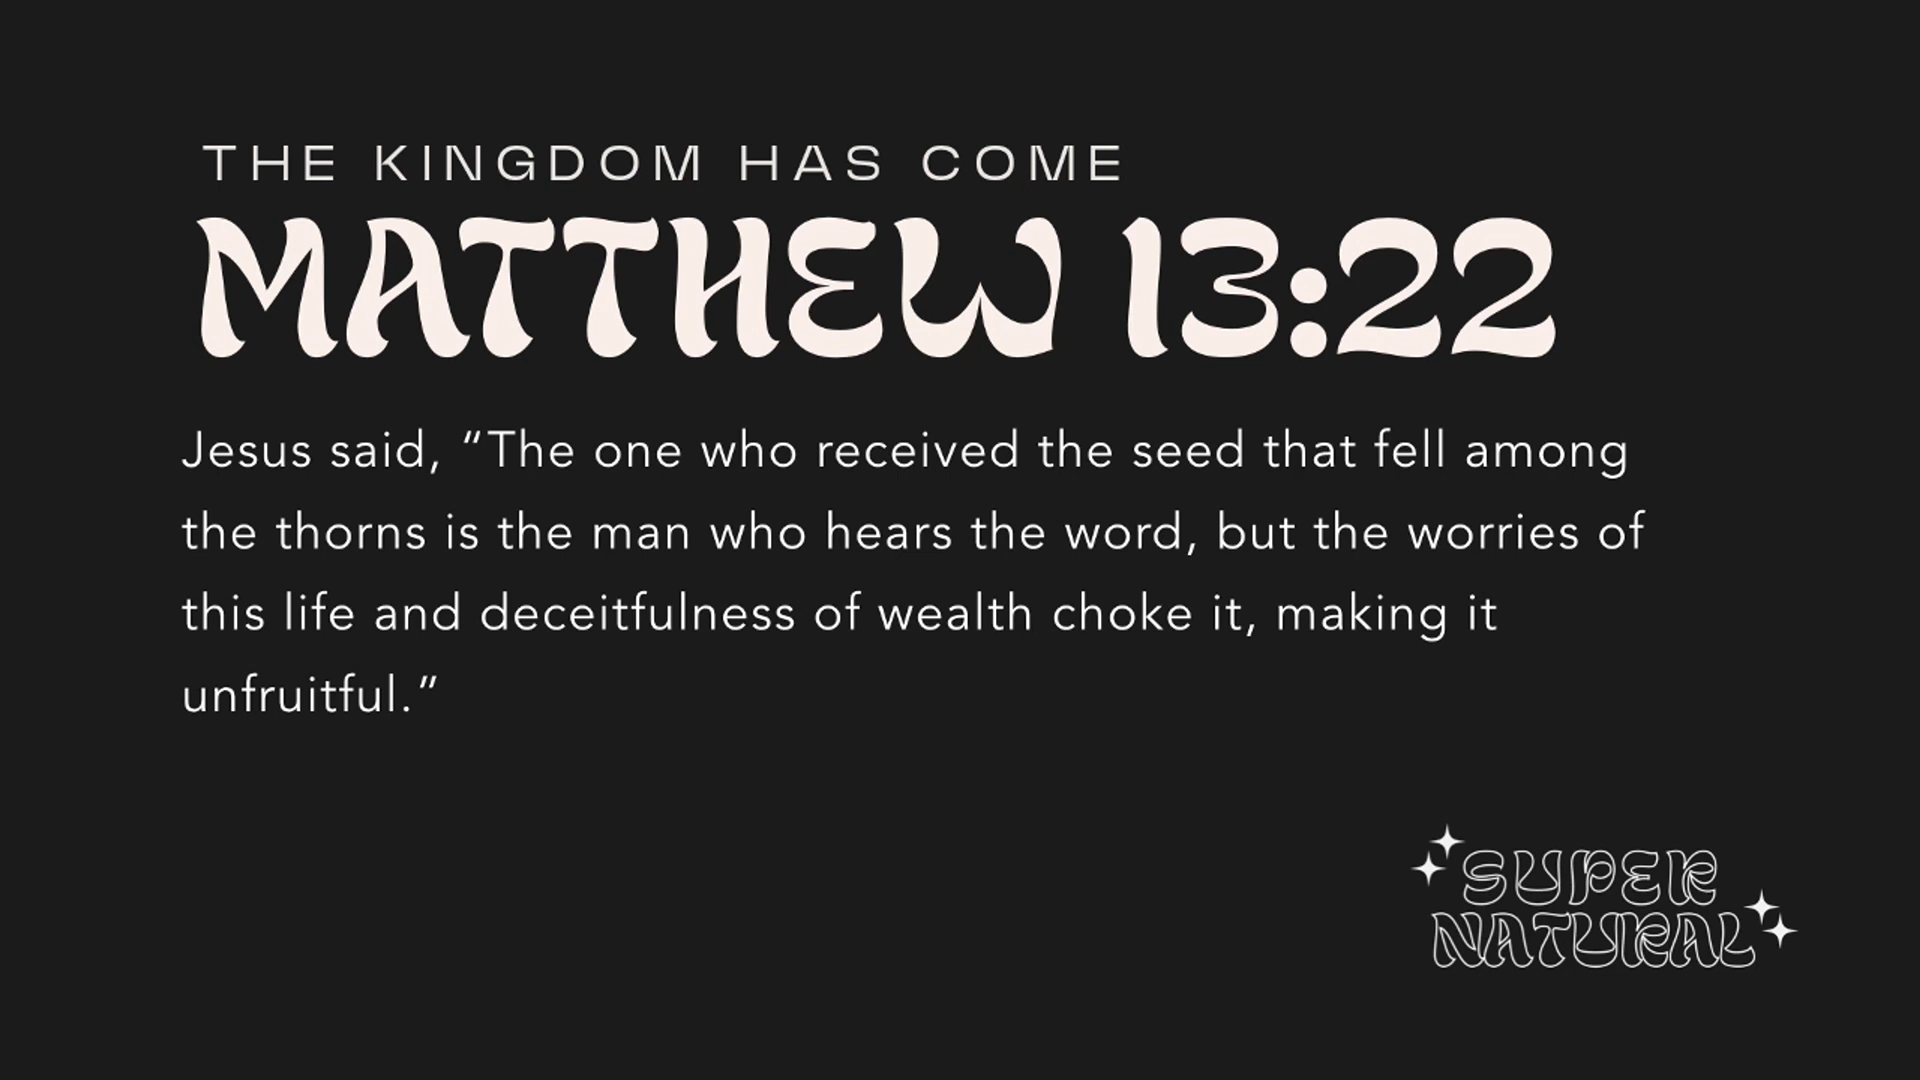 THE KINGDOM HAS COME
MATTHEW 13:22
Jesus said, “The one who received the seed that fell among
the thorns is the man who hears the word, but the worries of
this life and deceitfulness of wealth choke it, making it
unfruitful.”
SUPER
NATURAL